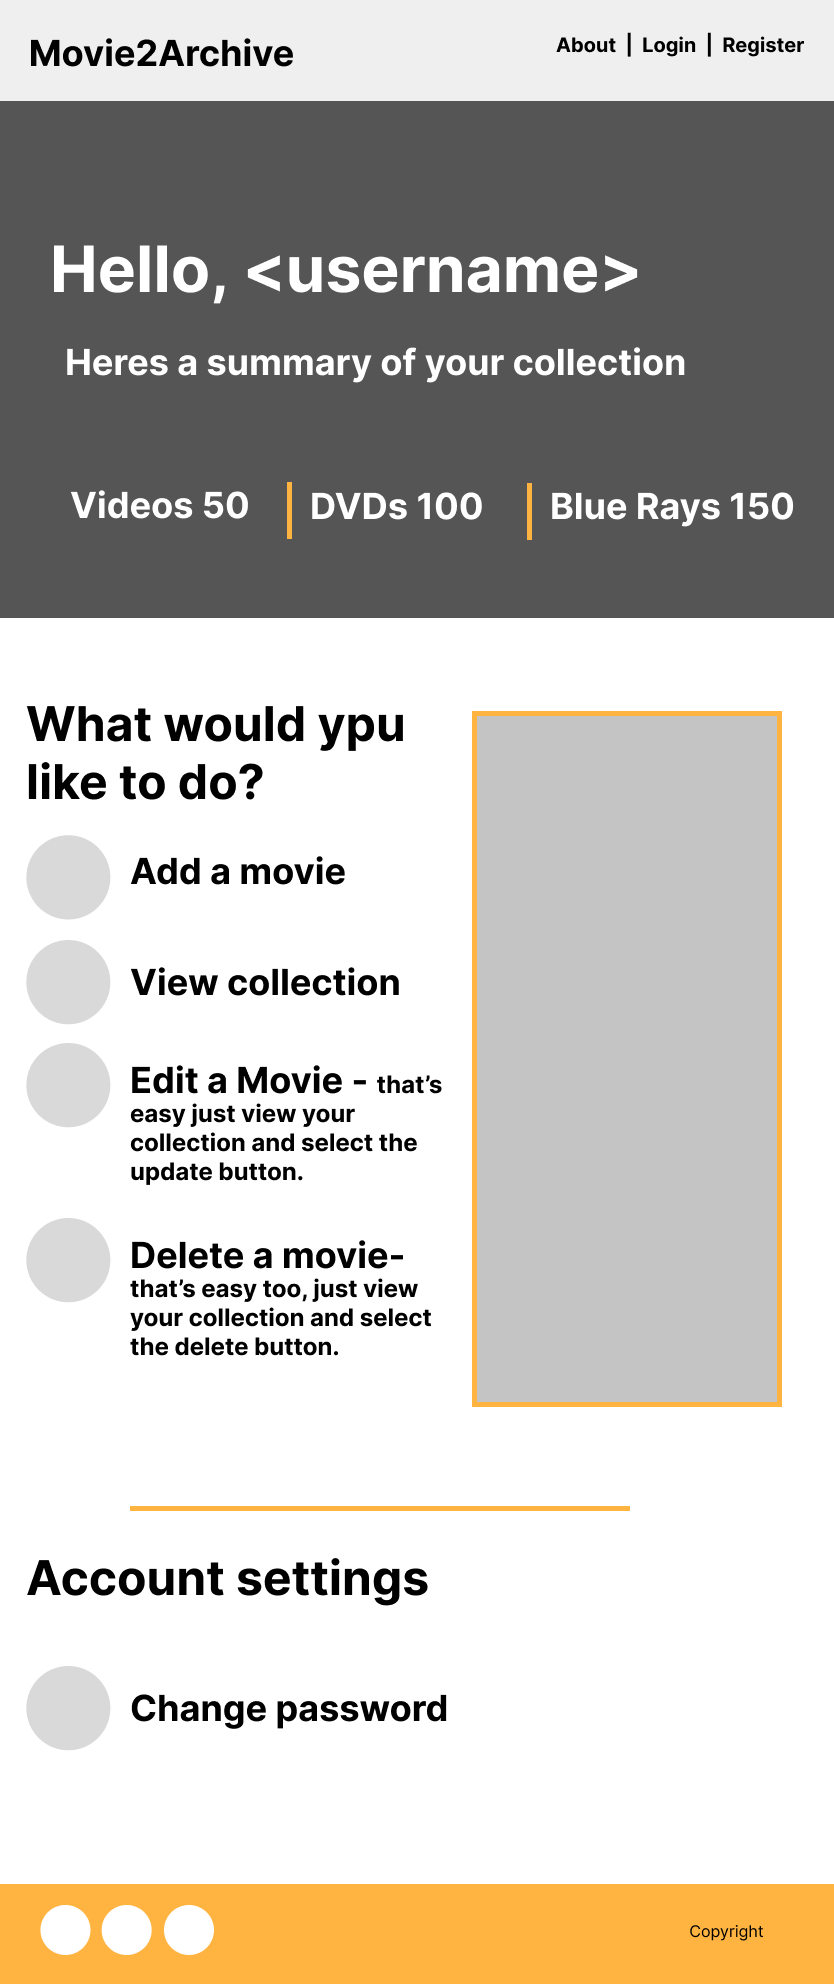 Movie2Archive
About | Login | Register
Hello, <username>
Heres a summary of your collection
Videos 50
DVDs 100
Blue Rays 150
What would ypu
like to do?
Add a movie
View collection
Edit a Movie - that’s
easy just view your
collection and select the
update button.
Delete a movie-
that’s easy too, just view
your collection and select
the delete button.
Account settings
Change password
Copyright